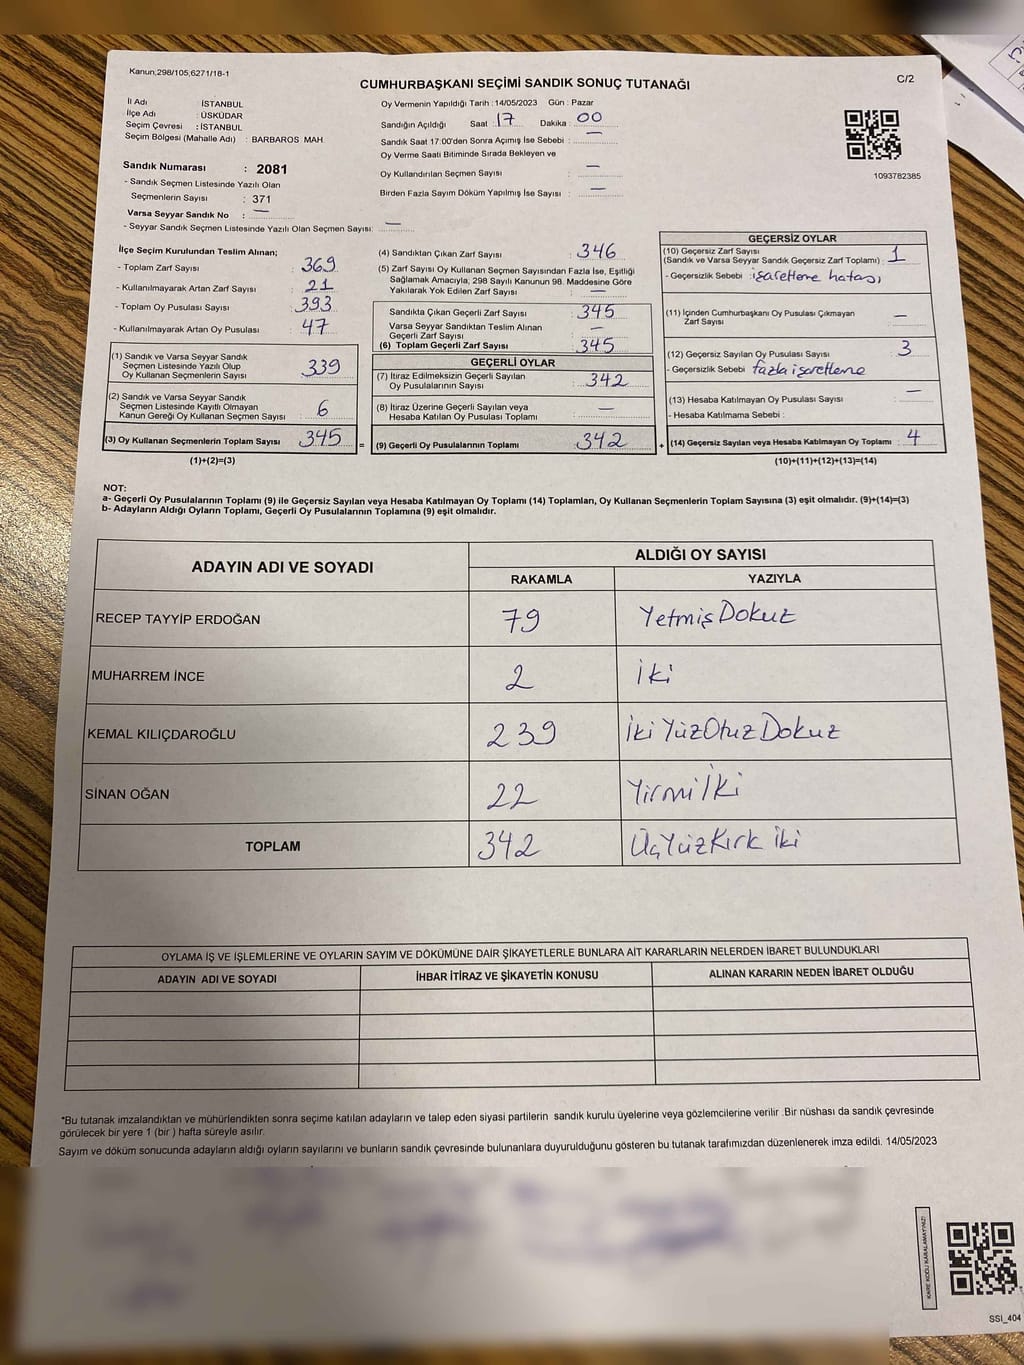 Kanun,298/105,6271/18-1
CUMHURBAŞKANI SEÇİMİ SANDIK SONUÇ TUTANAĞI
C/2
İl Adı : İSTANBUL
İlçe Adı : ÜSKÜDAR
Seçim Çevresi : İSTANBUL
Seçim Bölgesi (Mahalle Adı) : BARBAROS MAH.
Sandık Numarası : 2081
- Sandık Seçmen Listesinde Yazılı Olan
Seçmenlerin Sayısı : 371
Varsa Seyyar Sandık No : —
- Seyyar Sandık Seçmen Listesinde Yazılı Olan Seçmen Sayısı: —
Oy Vermenin Yapıldığı Tarih : 14/05/2023 Gün : Pazar
Sandığın Açıldığı Saat : 17 Dakika : 00
Sandık Saat 17:00'den Sonra Açımış İse Sebebi : —
Oy Verme Saati Bitiminde Sırada Bekleyen ve
Oy Kullandırılan Seçmen Sayısı : —
Birden Fazla Sayım Döküm Yapılmış İse Sayısı : —
1093782385
İlçe Seçim Kurulundan Teslim Alınan;
- Toplam Zarf Sayısı : 369
- Kullanılmayarak Artan Zarf Sayısı : 21
- Toplam Oy Pusulası Sayısı : 393
- Kullanılmayarak Artan Oy Pusulası : 47
(1) Sandık ve Varsa Seyyar Sandık
Seçmen Listesinde Yazılı Olup
Oy Kullanan Seçmenlerin Sayısı : 339
(2) Sandık ve Varsa Seyyar Sandık
Seçmen Listesinde Kayıtlı Olmayan
Kanun Gereği Oy Kullanan Seçmen Sayısı : 6
(3) Oy Kullanan Seçmenlerin Toplam Sayısı : 345
(1)+(2)=(3)
(4) Sandıktan Çıkan Zarf Sayısı : 346
(5) Zarf Sayısı Oy Kullanan Seçmen Sayısından Fazla İse, Eşitliği
Sağlamak Amacıyla; 298 Sayılı Kanunun 98. Maddesine Göre
Yakılarak Yok Edilen Zarf Sayısı : —
Sandıkta Çıkan Geçerli Zarf Sayısı : 345
Varsa Seyyar Sandıktan Teslim Alınan
Geçerli Zarf Sayısı : —
(6) Toplam Geçerli Zarf Sayısı : 345
GEÇERLİ OYLAR
(7) İtiraz Edilmeksizin Geçerli Sayılan
Oy Pusulalarının Sayısı : 342
(8) İtiraz Üzerine Geçerli Sayılan veya
Hesaba Katılan Oy Pusulası Toplamı : —
= (9) Geçerli Oy Pusulalarının Toplamı : 342
GEÇERSİZ OYLAR
(10) Geçersiz Zarf Sayısı
(Sandık ve Varsa Seyyar Sandık Geçersiz Zarf Toplamı) : 1
- Geçersizlik Sebebi : işaretleme hatası
(11) İçinden Cumhurbaşkanı Oy Pusulası Çıkmayan
Zarf Sayısı : —
(12) Geçersiz Sayılan Oy Pusulası Sayısı : 3
- Geçersizlik Sebebi : fazla işaretleme
(13) Hesaba Katılmayan Oy Pusulası Sayısı : —
- Hesaba Katılmama Sebebi :
+ (14) Geçersiz Sayılan veya Hesaba Katılmayan Oy Toplamı : 4
(10)+(11)+(12)+(13)=(14)
NOT:
a- Geçerli Oy Pusulalarının Toplamı (9) ile Geçersiz Sayılan veya Hesaba Katılmayan Oy Toplamı (14) Toplamları, Oy Kullanan Seçmenlerin Toplam Sayısına (3) eşit olmalıdır. (9)+(14)=(3)
b- Adayların Aldığı Oyların Toplamı, Geçerli Oy Pusulalarının Toplamına (9) eşit olmalıdır.
ADAYIN ADI VE SOYADI
ALDIĞI OY SAYISI
RAKAMLA YAZIYLA
RECEP TAYYİP ERDOĞAN 79 Yetmiş Dokuz
MUHARREM İNCE 2 İki
KEMAL KILIÇDAROĞLU 239 İki Yüz Otuz Dokuz
SİNAN OĞAN 22 Yirmi İki
TOPLAM 342 Üç Yüz Kırk İki
OYLAMA İŞ VE İŞLEMLERİNE VE OYLARIN SAYIM VE DÖKÜMÜNE DAİR ŞİKAYETLERLE BUNLARA AİT KARARLARIN NELERDEN İBARET BULUNDUKLARI
ADAYIN ADI VE SOYADI İHBAR İTİRAZ VE ŞİKAYETİN KONUSU ALINAN KARARIN NEDEN İBARET OLDUĞU
*Bu tutanak imzalandıktan ve mühürlendikten sonra seçime katılan adayların ve talep eden siyasi partilerin sandık kurulu üyelerine veya gözlemcilerine verilir .Bir nüshası da sandık çevresinde
görülecek bir yere 1 (bir ) hafta süreyle asılır.
Sayım ve döküm sonucunda adayların aldığı oyların sayılarını ve bunların sandık çevresinde bulunanlara duyurulduğunu gösteren bu tutanak tarafımızdan düzenlenerek imza edildi. 14/05/2023
KARE KODU KARALAMAYINIZ!
SSİ_404